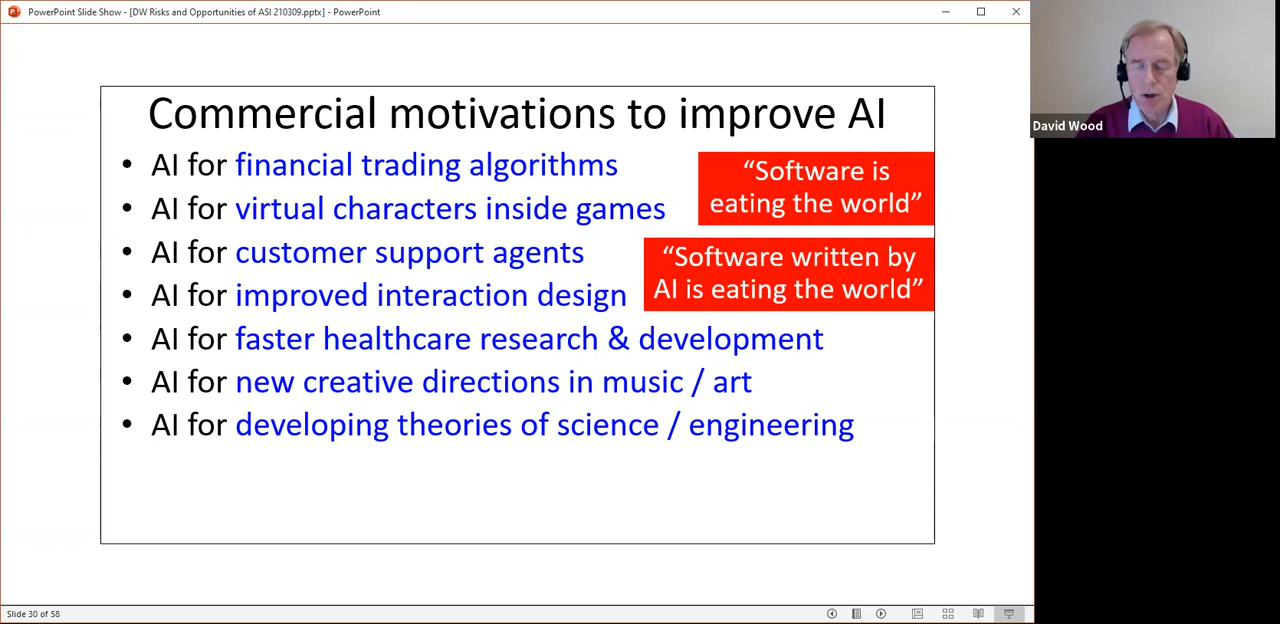 PowerPoint Slide Show - [DW Risks and Opportunities of ASI 210309.pptx] - PowerPoint
Commercial motivations to improve AI
• AI for financial trading algorithms
• AI for virtual characters inside games
• AI for customer support agents
• AI for improved interaction design
• AI for faster healthcare research & development
• AI for new creative directions in music / art
• AI for developing theories of science / engineering
“Software is
eating the world”
“Software written by
AI is eating the world”
David Wood
Slide 30 of 58